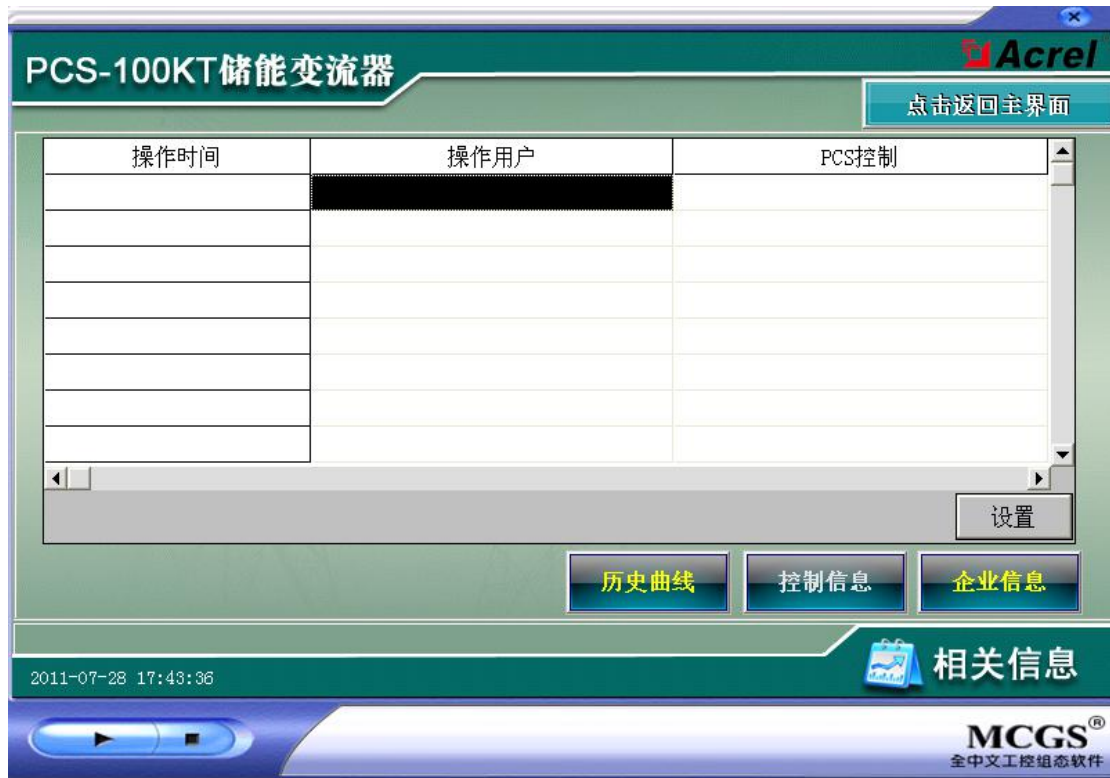 PCS-100KT储能变流器
Acrel
点击返回主界面
操作时间 操作用户 PCS控制
设置
历史曲线 控制信息 企业信息
相关信息
2011-07-28 17:43:36
MCGS®
全中文工控组态软件